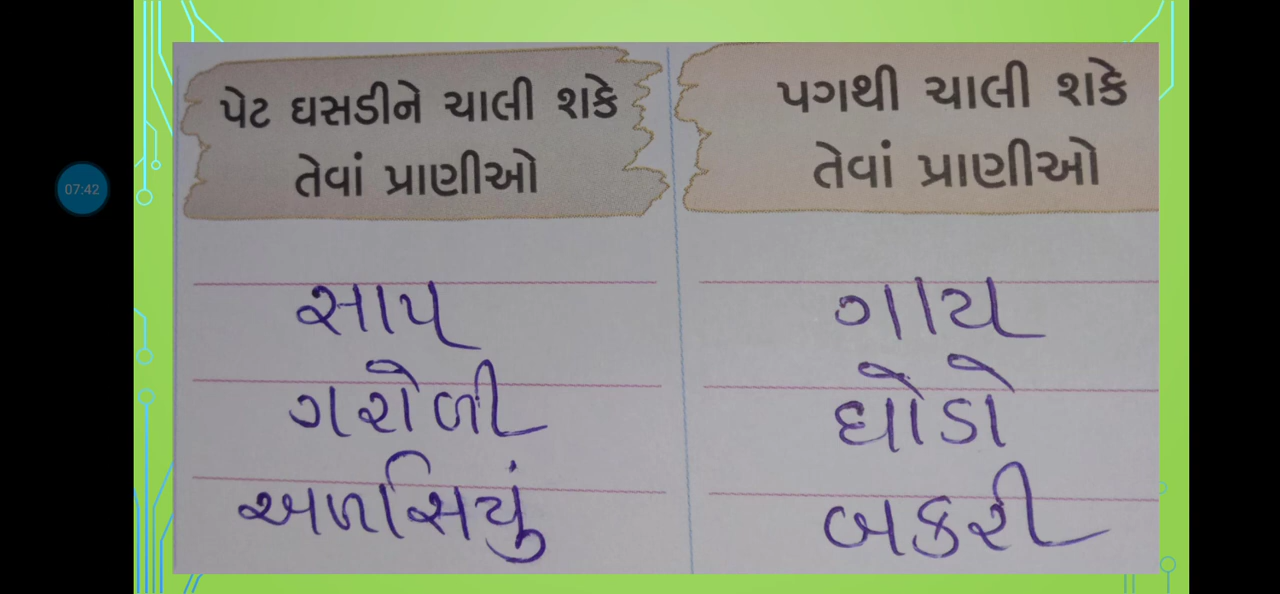 પેટ ઘસડીને ચાલી શકે
તેવાં પ્રાણીઓ
પગથી ચાલી શકે
તેવાં પ્રાણીઓ
07:42
સાપ
ગાય
ગરોળી
ઘોડો
અળસિયું
બકરી